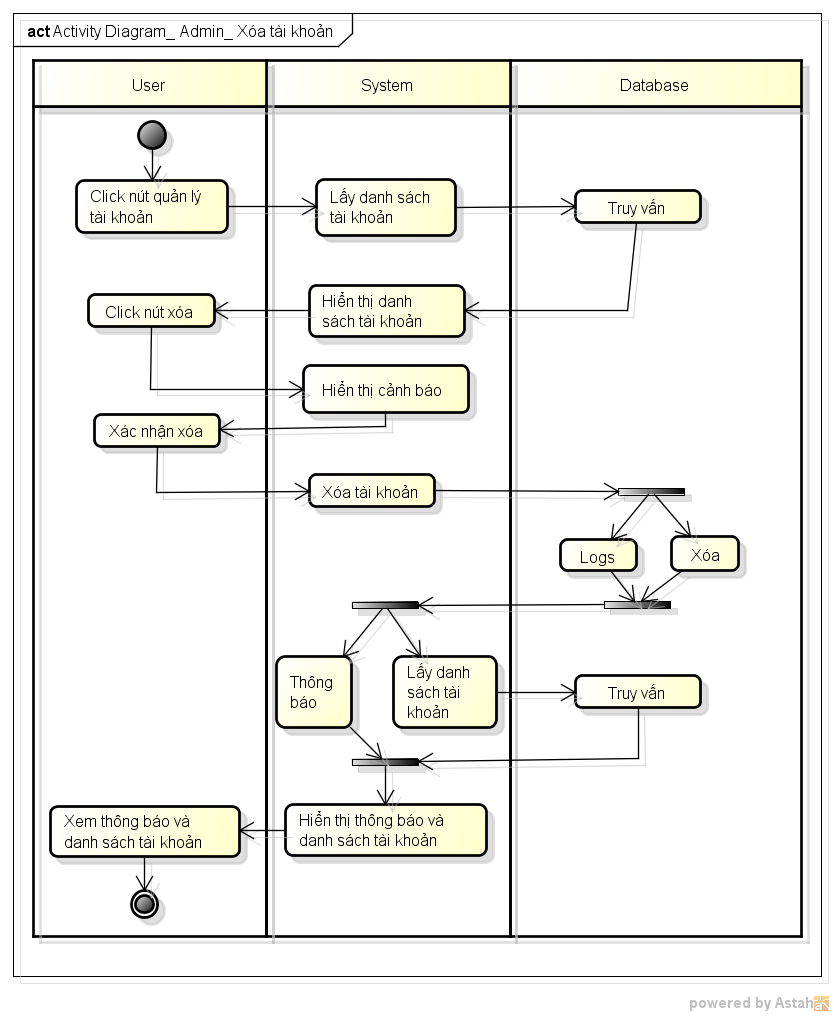 act Activity Diagram_ Admin_ Xóa tài khoản
User
System
Database
Click nút quản lý
tài khoản
Lấy danh sách
tài khoản
Truy vấn
Click nút xóa
Hiển thị danh
sách tài khoản
Hiển thị cảnh báo
Xác nhận xóa
Xóa tài khoản
Logs
Xóa
Thông
báo
Lấy danh
sách tài
khoản
Truy vấn
Xem thông báo và
danh sách tài khoản
Hiển thị thông báo và
danh sách tài khoản
powered by Astah